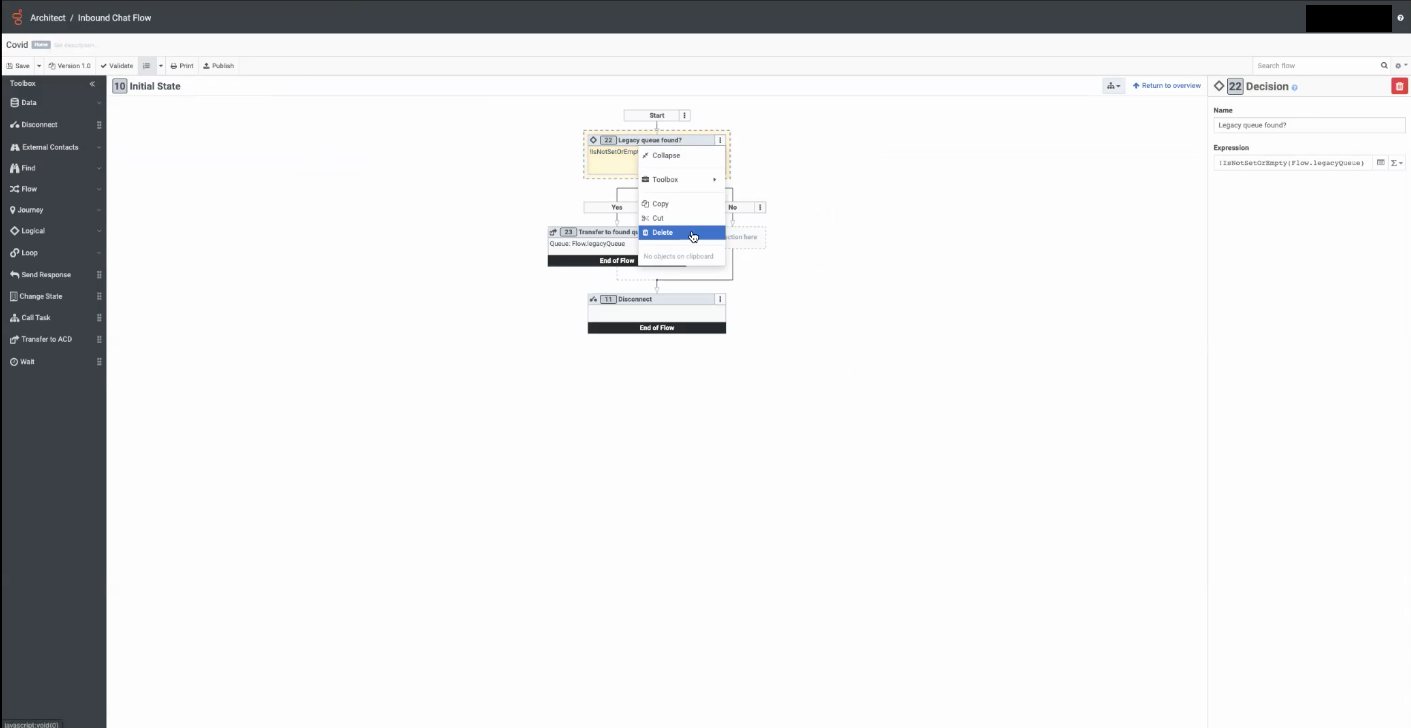 Architect / Inbound Chat Flow
Covid
Save Version 1.0 Validate Print Publish
Search flow
Toolbox
Data
Disconnect
External Contacts
Find
Flow
Journey
Logical
Loop
Send Response
Change State
Call Task
Transfer to ACD
Wait
10 Initial State
Return to overview
Start
22 Legacy queue found?
!IsNotSetOrEmpt
Collapse
Toolbox
Copy
Cut
Delete
No objects on clipboard
Yes
No
23 Transfer to found qu
ction here
Queue: Flow.legacyQueue
End of Flow
11 Disconnect
End of Flow
22 Decision
Name
Legacy queue found?
Expression
!IsNotSetOrEmpty(Flow.legacyQueue)
javascript:void(0)